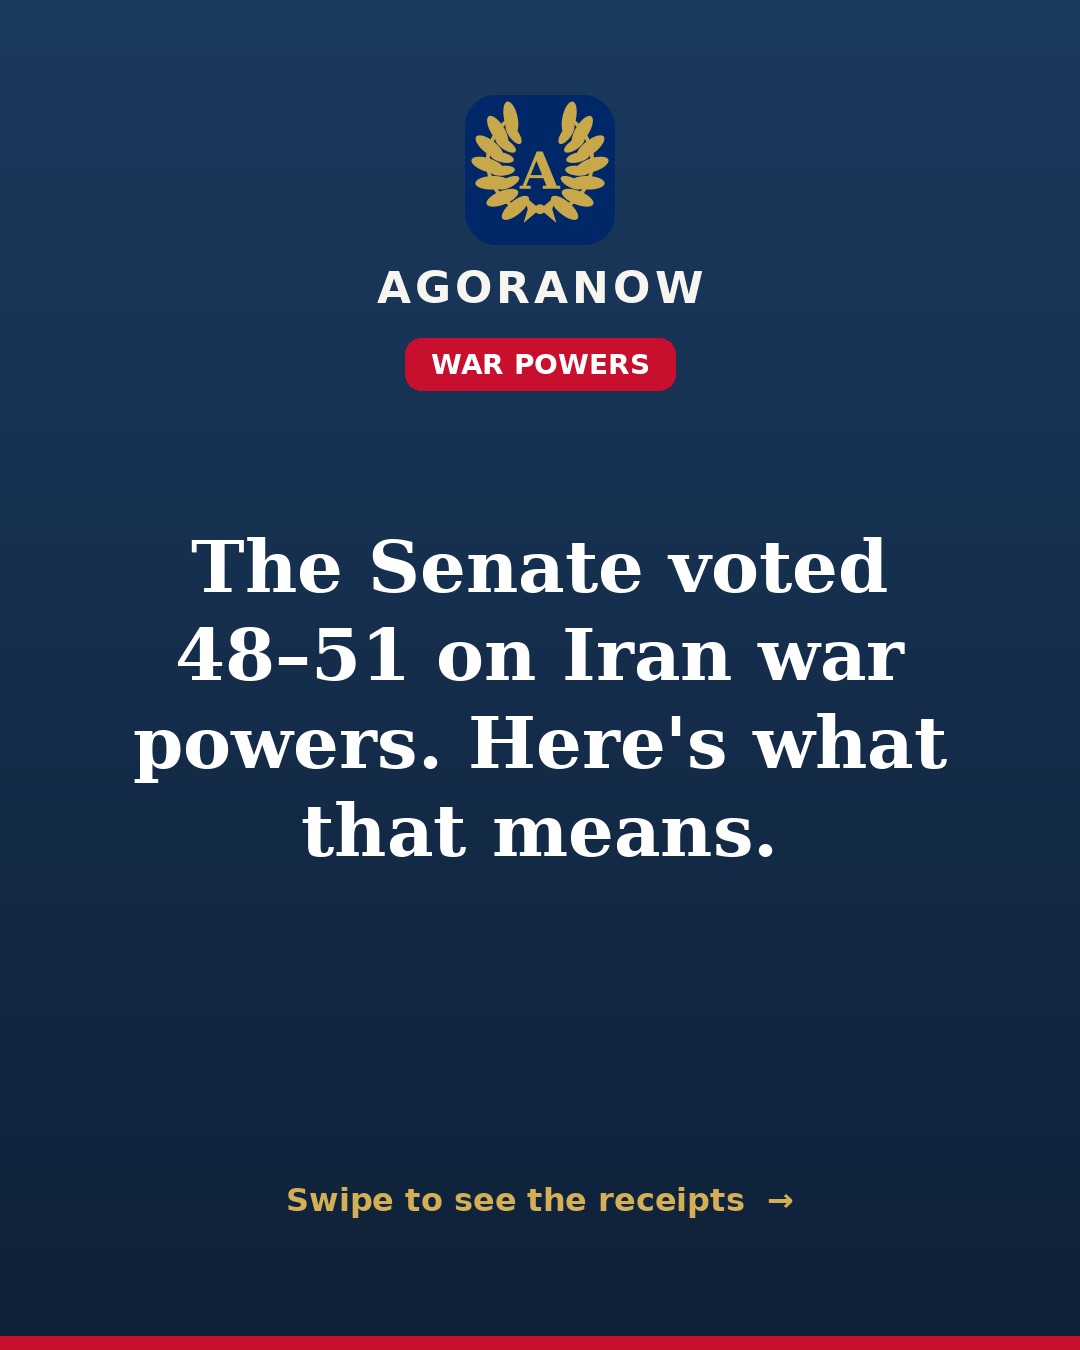 A
AGORANOW
WAR POWERS
The Senate voted
48–51 on Iran war
powers. Here's what
that means.
Swipe to see the receipts →